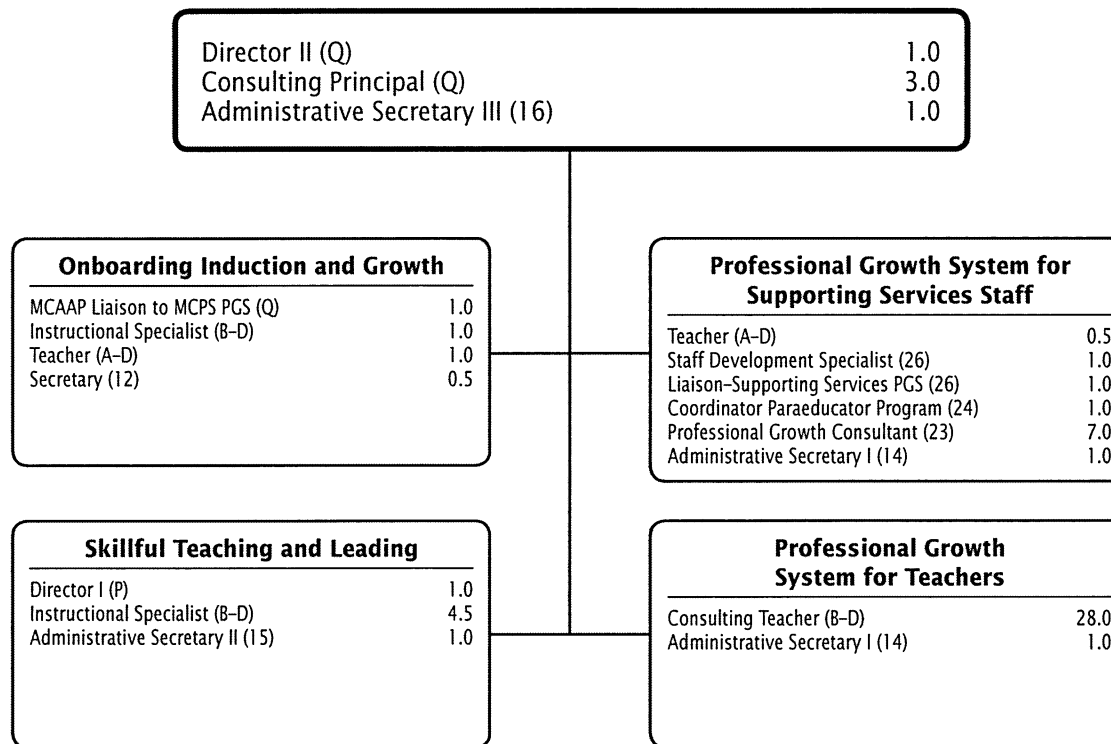 Director II (Q) 1.0
Consulting Principal (Q) 3.0
Administrative Secretary III (16) 1.0
Onboarding Induction and Growth
MCAAP Liaison to MCPS PGS (Q) 1.0
Instructional Specialist (B–D) 1.0
Teacher (A–D) 1.0
Secretary (12) 0.5
Professional Growth System for
Supporting Services Staff
Teacher (A–D) 0.5
Staff Development Specialist (26) 1.0
Liaison–Supporting Services PGS (26) 1.0
Coordinator Paraeducator Program (24) 1.0
Professional Growth Consultant (23) 7.0
Administrative Secretary I (14) 1.0
Skillful Teaching and Leading
Director I (P) 1.0
Instructional Specialist (B–D) 4.5
Administrative Secretary II (15) 1.0
Professional Growth
System for Teachers
Consulting Teacher (B–D) 28.0
Administrative Secretary I (14) 1.0